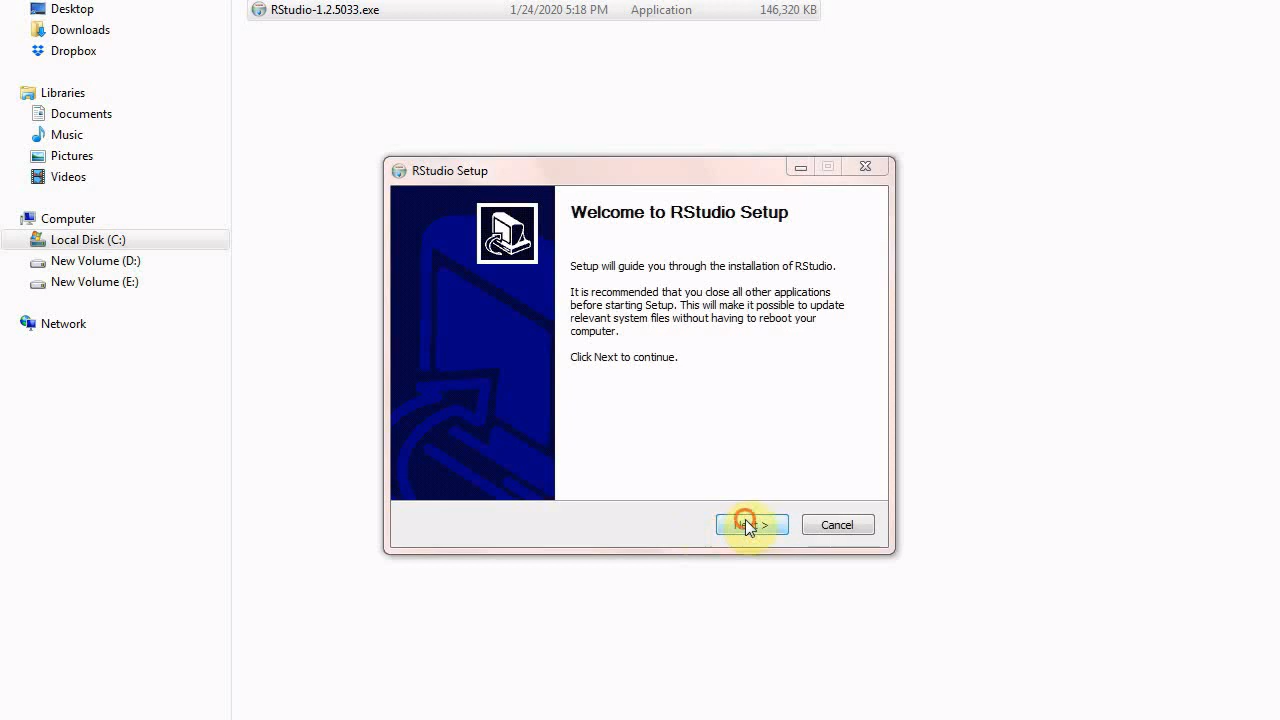 Desktop
RStudio-1.2.5033.exe 1/24/2020 5:18 PM Application 146,320 KB
Downloads
Dropbox
Libraries
Documents
Music
Pictures
Videos
Computer
Local Disk (C:)
New Volume (D:)
New Volume (E:)
Network
RStudio Setup
Welcome to RStudio Setup
Setup will guide you through the installation of RStudio.
It is recommended that you close all other applications
before starting Setup. This will make it possible to update
relevant system files without having to reboot your
computer.
Click Next to continue.
Next >
Cancel